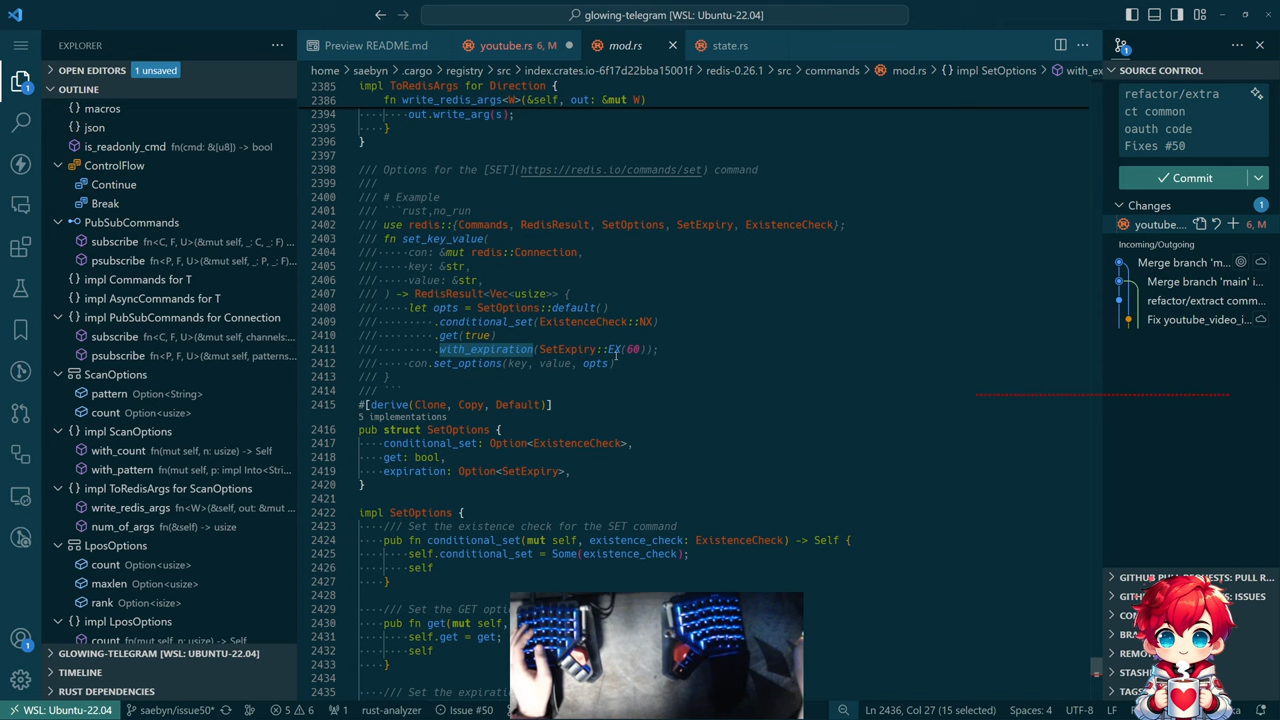 glowing-telegram [WSL: Ubuntu-22.04]
EXPLORER
OPEN EDITORS 1 unsaved
OUTLINE
macros
json
is_readonly_cmd fn(cmd: &[u8]) -> bool
ControlFlow
Continue
Break
PubSubCommands
subscribe fn<C, F, U>(&mut self, _: C, _: F) -...
psubscribe fn<P, F, U>(&mut self, _: P, _: F)...
impl Commands for T
impl AsyncCommands for T
impl PubSubCommands for Connection
subscribe fn<C, F, U>(&mut self, channels:...
psubscribe fn<P, F, U>(&mut self, patterns...
ScanOptions
pattern Option<String>
count Option<usize>
impl ScanOptions
with_count fn(mut self, n: usize) -> Self
with_pattern fn(mut self, p: impl Into<Strin...
impl ToRedisArgs for ScanOptions
write_redis_args fn<W>(&self, out: &mut ...
num_of_args fn(&self) -> usize
LposOptions
count Option<usize>
maxlen Option<usize>
rank Option<isize>
impl LposOptions
count fn(mut self, n: usize) -> Self
GLOWING-TELEGRAM [WSL: UBUNTU-22.04]
TIMELINE
RUST DEPENDENCIES
Preview README.md
youtube.rs 6, M
mod.rs
state.rs
home > saebyn > .cargo > registry > src > index.crates.io-6f17d22bba15001f > redis-0.26.1 > src > commands > mod.rs > impl SetOptions > with_ex
2385 impl ToRedisArgs for Direction {
2386 fn write_redis_args<W>(&self, out: &mut W)
2394 out.write_arg(s);
2395 }
2396 }
2397
2398 /// Options for the [SET](https://redis.io/commands/set) command
2399 ///
2400 /// # Example
2401 /// ```rust,no_run
2402 /// use redis::{Commands, RedisResult, SetOptions, SetExpiry, ExistenceCheck};
2403 /// fn set_key_value(
2404 /// con: &mut redis::Connection,
2405 /// key: &str,
2406 /// value: &str,
2407 /// ) -> RedisResult<Vec<usize>> {
2408 /// let opts = SetOptions::default()
2409 /// .conditional_set(ExistenceCheck::NX)
2410 /// .get(true)
2411 /// .with_expiration(SetExpiry::EX(60));
2412 /// con.set_options(key, value, opts)
2413 /// }
2414 /// ```
2415 #[derive(Clone, Copy, Default)]
5 implementations
2416 pub struct SetOptions {
2417 conditional_set: Option<ExistenceCheck>,
2418 get: bool,
2419 expiration: Option<SetExpiry>,
2420 }
2421
2422 impl SetOptions {
2423 /// Set the existence check for the SET command
2424 pub fn conditional_set(mut self, existence_check: ExistenceCheck) -> Self {
2425 self.conditional_set = Some(existence_check);
2426 self
2427 }
2428
2429 /// Set the GET opti
2430 pub fn get(mut self,
2431 self.get = get;
2432 self
2433 }
2434
2435 /// Set the expirati
SOURCE CONTROL
refactor/extra
ct common
oauth code
Fixes #50
Commit
Changes 1
youtube.... 6, M
Incoming/Outgoing
Merge branch 'm...
Merge branch 'main' i...
refactor/extract comm...
Fix youtube_video_i...
GITHUB PULL REQUESTS: PULL R...
ISSUES
WSL: Ubuntu-22.04
saebyn/issue50*
5 6
rust-analyzer
Issue #50
Ln 2436, Col 27 (15 selected)
Spaces: 4
UTF-8
LF